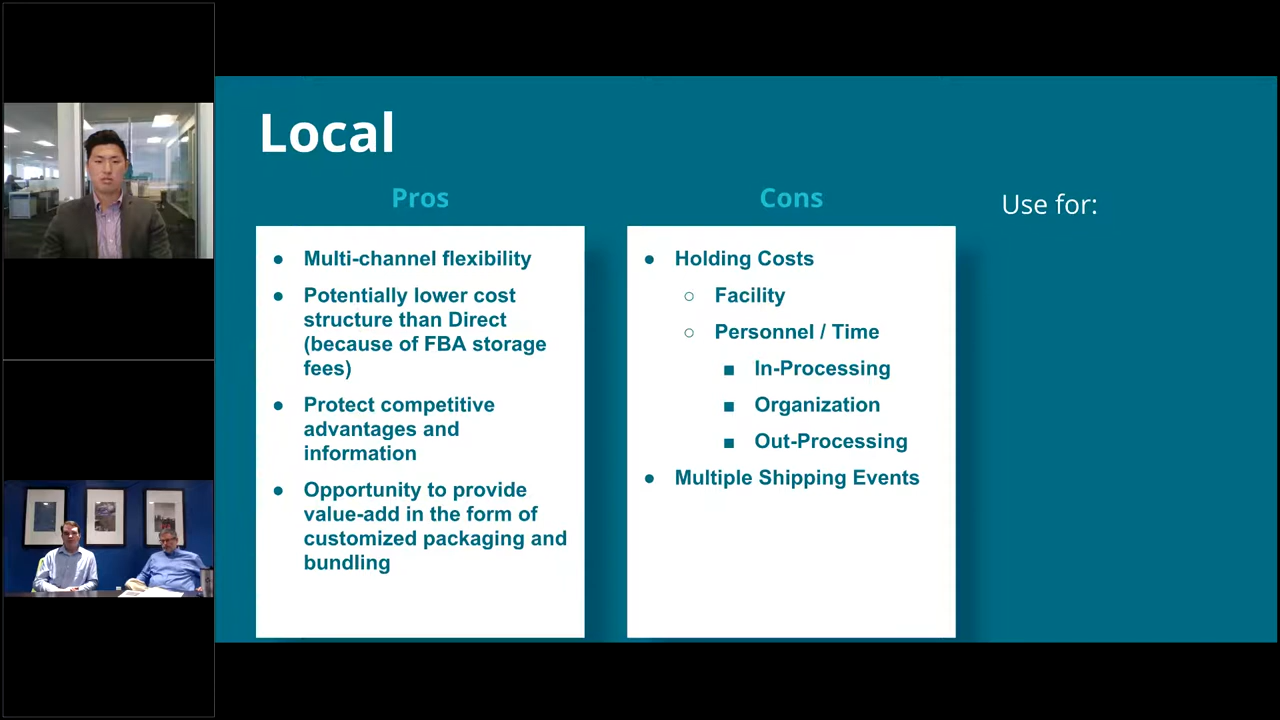 Local
Pros
● Multi-channel flexibility
● Potentially lower cost
structure than Direct
(because of FBA storage
fees)
● Protect competitive
advantages and
information
● Opportunity to provide
value-add in the form of
customized packaging and
bundling
Cons
● Holding Costs
○ Facility
○ Personnel / Time
■ In-Processing
■ Organization
■ Out-Processing
● Multiple Shipping Events
Use for: